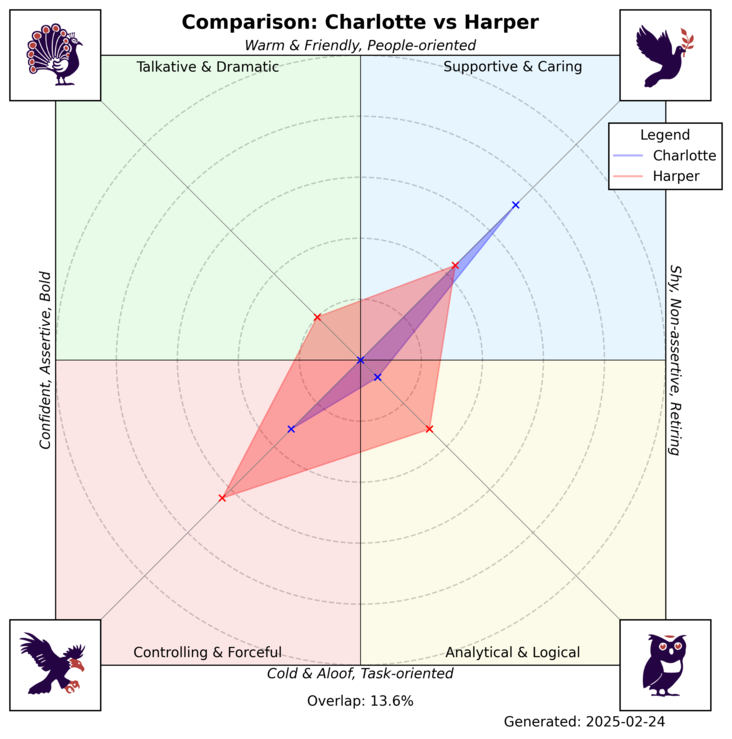 Comparison: Charlotte vs Harper
Warm & Friendly, People-oriented
Talkative & Dramatic
Supportive & Caring
Legend
Charlotte
Harper
Confident, Assertive, Bold
Shy, Non-assertive, Retiring
Controlling & Forceful
Analytical & Logical
Cold & Aloof, Task-oriented
Overlap: 13.6%
Generated: 2025-02-24